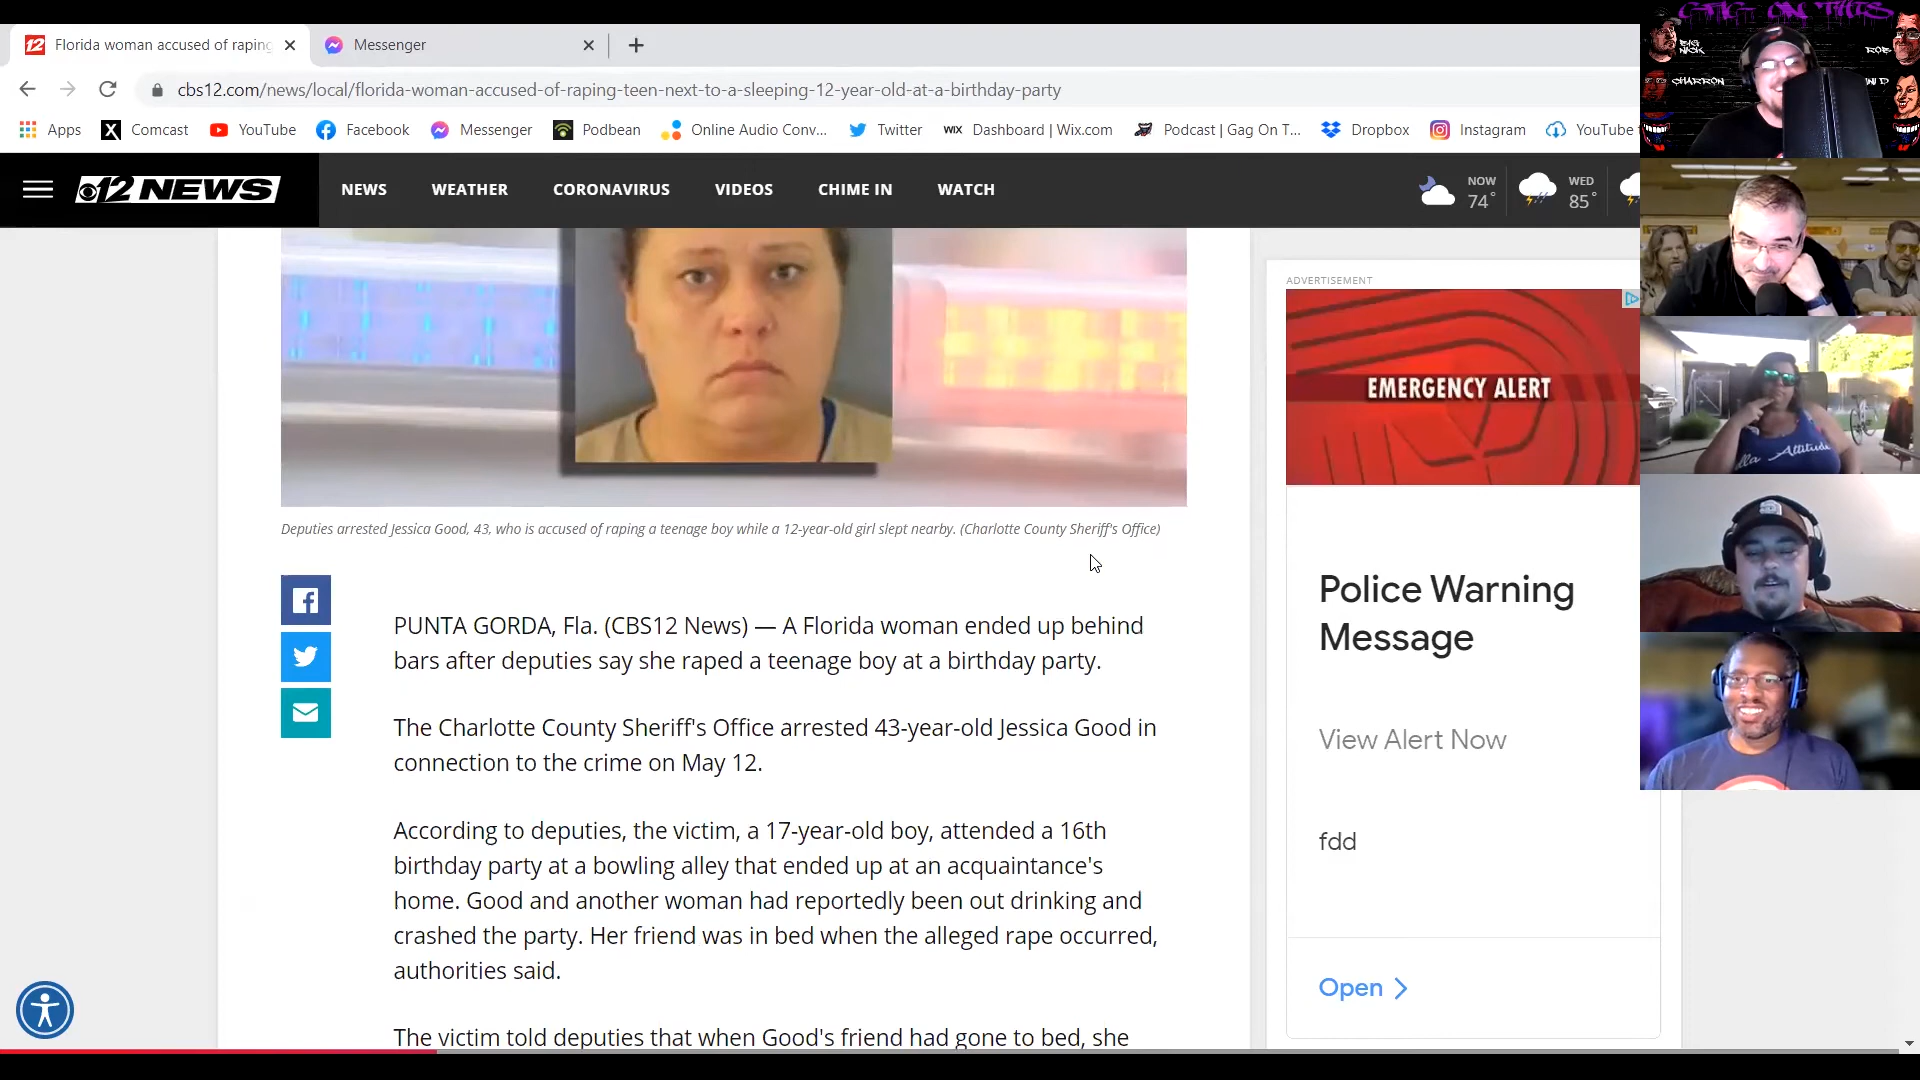 12 Florida woman accused of raping
Messenger
cbs12.com/news/local/florida-woman-accused-of-raping-teen-next-to-a-sleeping-12-year-old-at-a-birthday-party
Apps X Comcast YouTube Facebook Messenger Podbean Online Audio Conv... Twitter WIX Dashboard | Wix.com Podcast | Gag On T... Dropbox Instagram YouTube
GAG ON THIS
BIG NICK
ROB
CHARRON
12 NEWS
NEWS WEATHER CORONAVIRUS VIDEOS CHIME IN WATCH
NOW
74°
WED
85°
ADVERTISEMENT
EMERGENCY ALERT
Attitude
Deputies arrested Jessica Good, 43, who is accused of raping a teenage boy while a 12-year-old girl slept nearby. (Charlotte County Sheriff's Office)
PUNTA GORDA, Fla. (CBS12 News) — A Florida woman ended up behind
bars after deputies say she raped a teenage boy at a birthday party.
The Charlotte County Sheriff's Office arrested 43-year-old Jessica Good in
connection to the crime on May 12.
According to deputies, the victim, a 17-year-old boy, attended a 16th
birthday party at a bowling alley that ended up at an acquaintance's
home. Good and another woman had reportedly been out drinking and
crashed the party. Her friend was in bed when the alleged rape occurred,
authorities said.
The victim told deputies that when Good's friend had gone to bed, she
Police Warning
Message
View Alert Now
fdd
Open